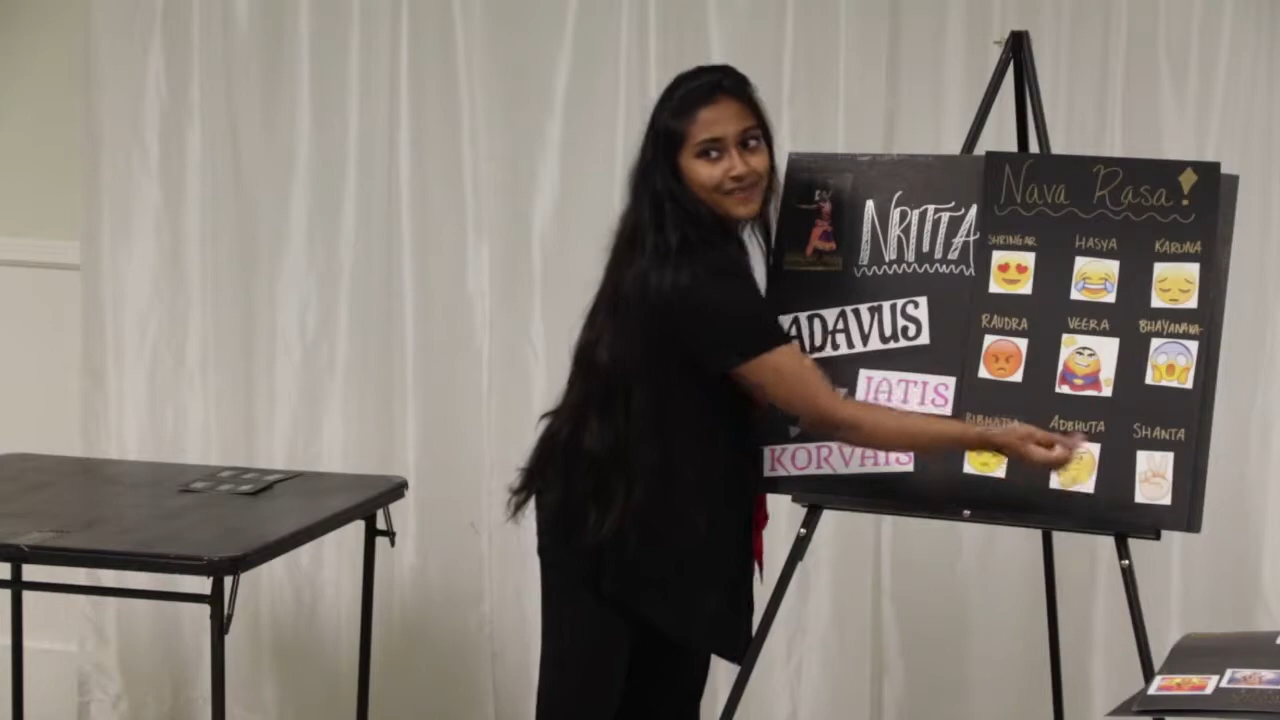 NRITTA
ADAVUS
JATIS
KORVAIS
Nava Rasa!
SHRINGAR HASYA KARUNA
RAUDRA VEERA BHAYANAKA
BIBHATSA ADBHUTA SHANTA